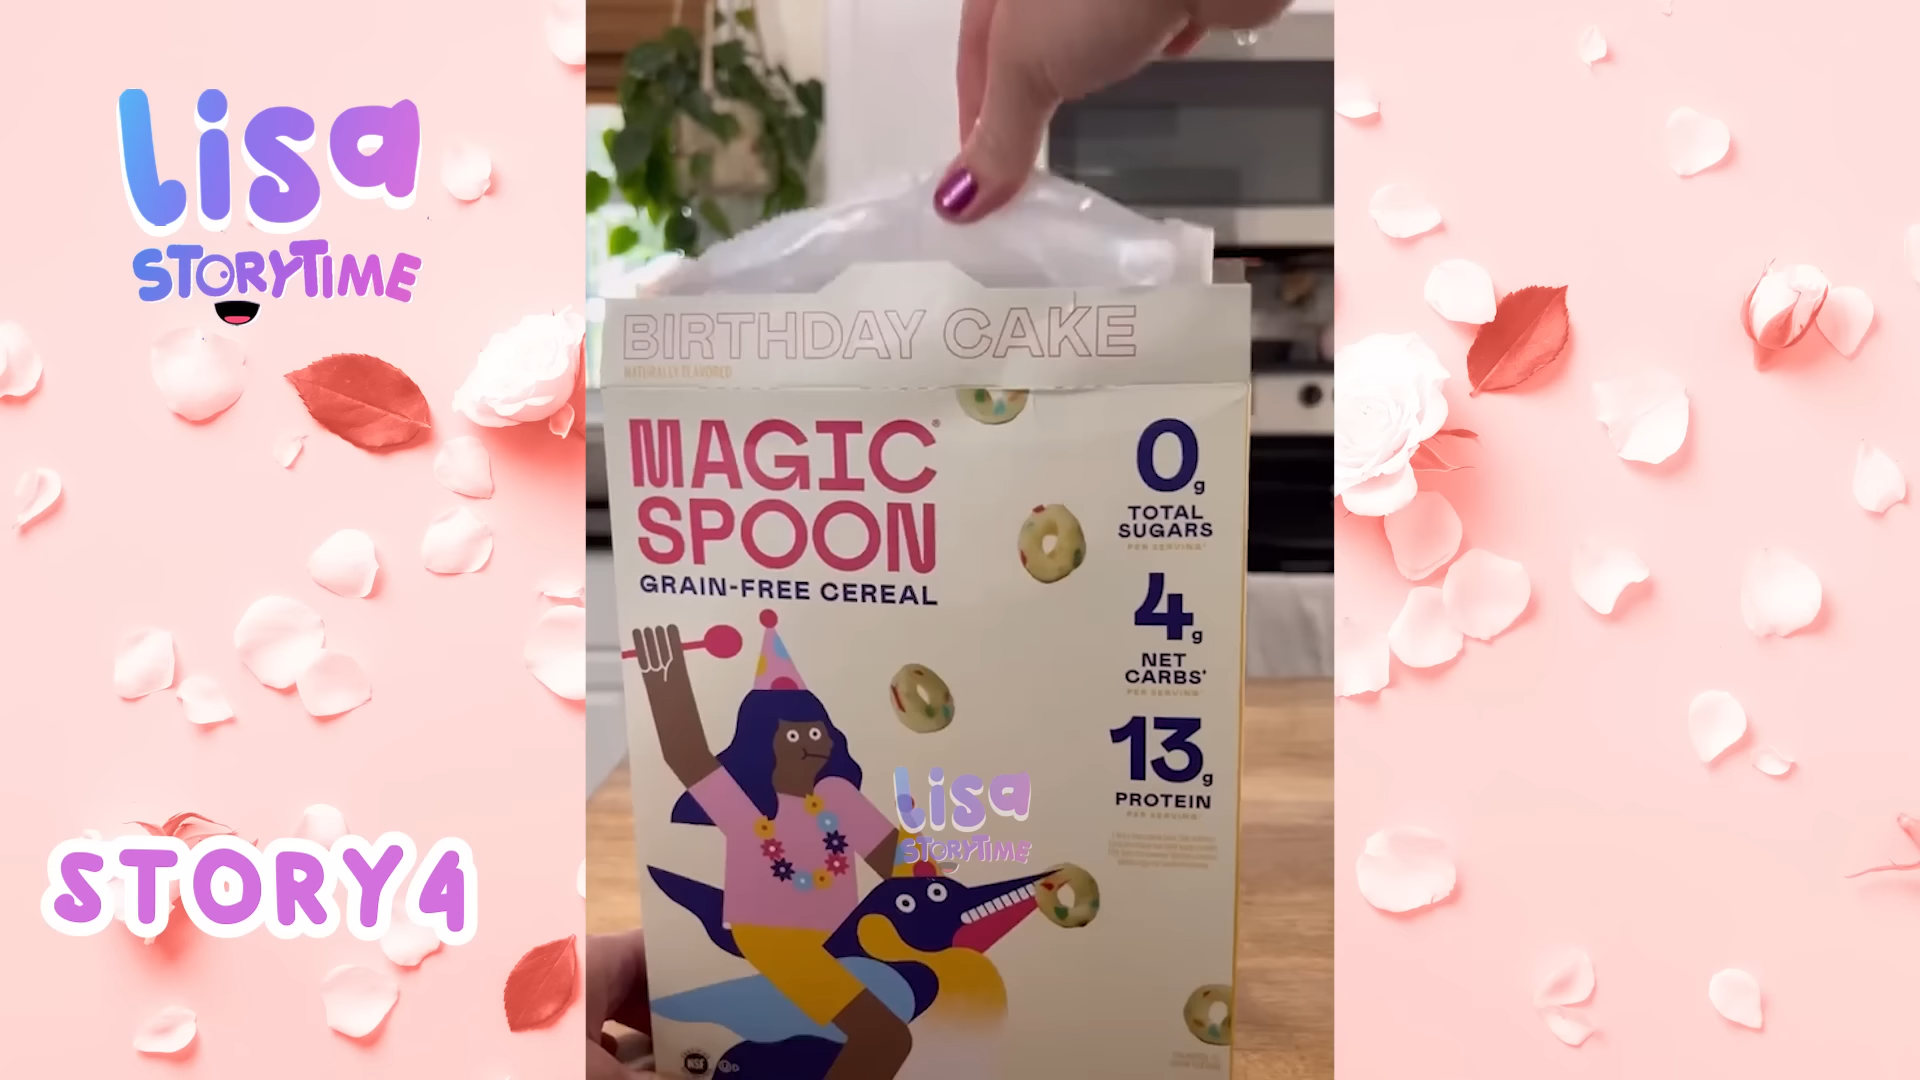 Lisa
STORYTIME
STORY4
BIRTHDAY CAKE
NATURALLY FLAVORED
MAGIC
SPOON
GRAIN-FREE CEREAL
0g
TOTAL
SUGARS
PER SERVING*
4g
NET
CARBS*
PER SERVING*
13g
PROTEIN
PER SERVING*
Lisa
STORYTIME
NSF